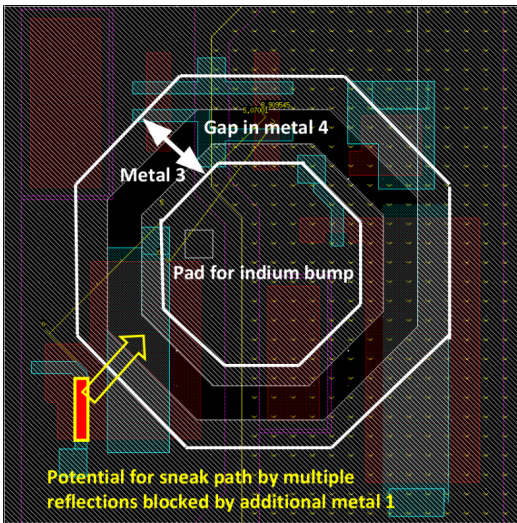 Gap in metal 4
Metal 3
Pad for indium bump
Potential for sneak path by multiple
reflections blocked by additional metal 1